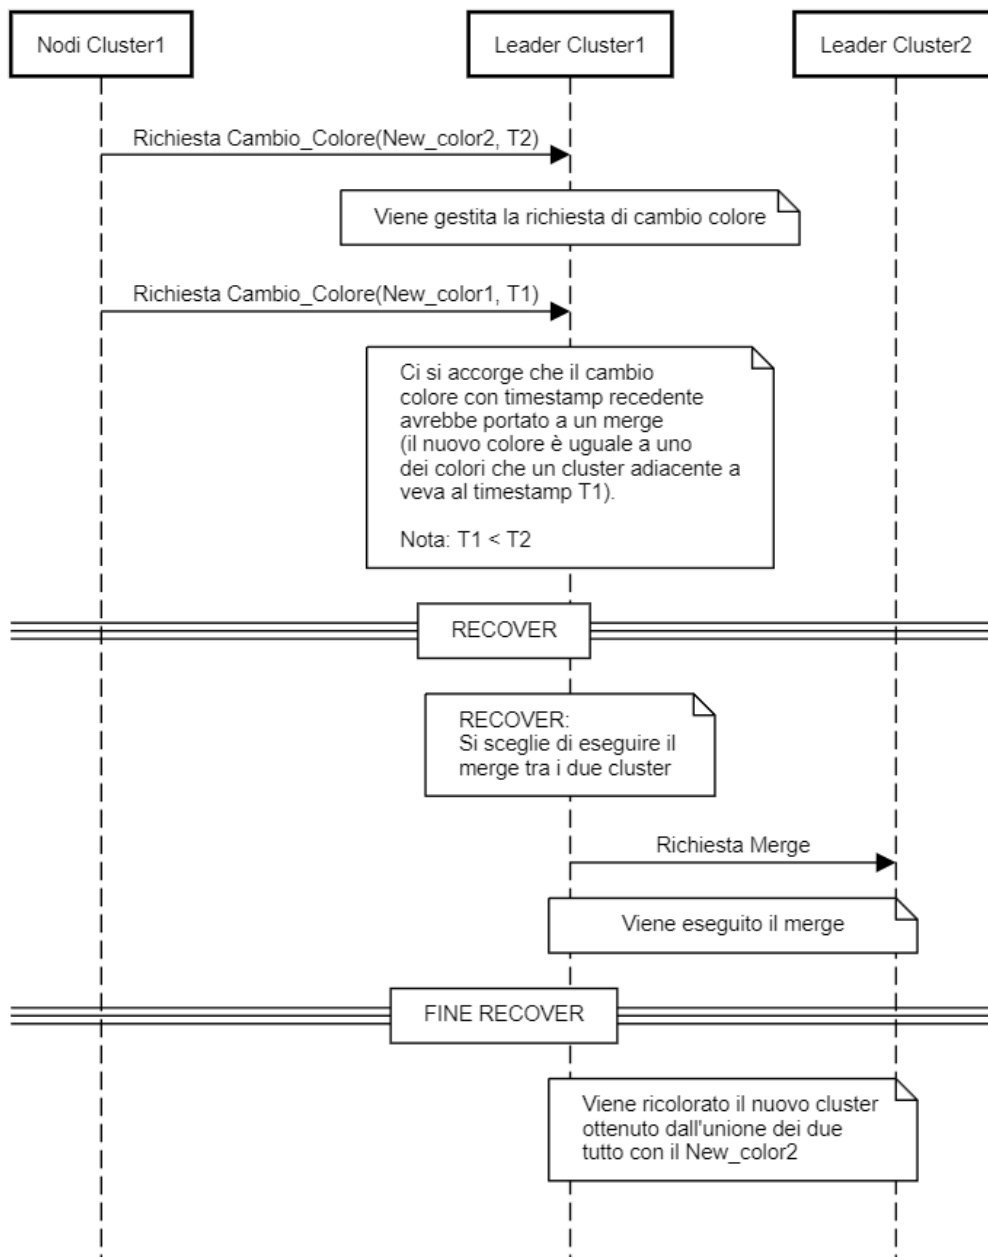 Nodi Cluster1
Leader Cluster1
Leader Cluster2
Richiesta Cambio_Colore(New_color2, T2)
Viene gestita la richiesta di cambio colore
Richiesta Cambio_Colore(New_color1, T1)
Ci si accorge che il cambio
colore con timestamp recedente
avrebbe portato a un merge
(il nuovo colore è uguale a uno
dei colori che un cluster adiacente a
veva al timestamp T1).
Nota: T1 < T2
RECOVER
RECOVER:
Si sceglie di eseguire il
merge tra i due cluster
Richiesta Merge
Viene eseguito il merge
FINE RECOVER
Viene ricolorato il nuovo cluster
ottenuto dall'unione dei due
tutto con il New_color2